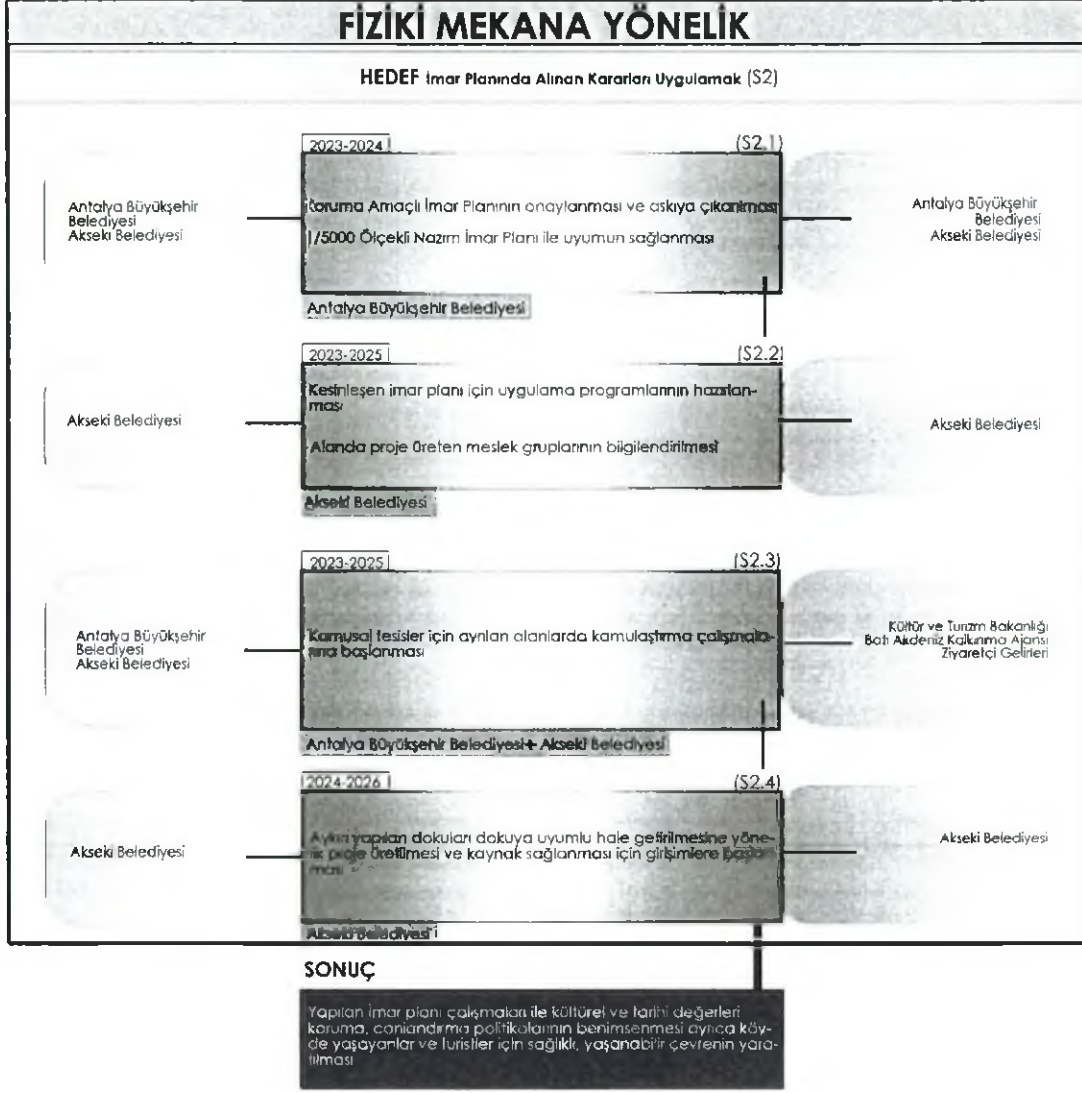 FİZİKİ MEKANA YÖNELİK
HEDEF İmar Planında Alınan Kararları Uygulamak (S2)
2023-2024
(S2.1)
Antalya Büyükşehir
Belediyesi
Akseki Belediyesi
Koruma Amaçlı İmar Planının onaylanması ve askıya çıkarılması
1/5000 Ölçekli Nazım İmar Planı ile uyumun sağlanması
Antalya Büyükşehir
Belediyesi
Akseki Belediyesi
Antalya Büyükşehir Belediyesi
2023-2025
(S2.2)
Akseki Belediyesi
Kesinleşen imar planı için uygulama programlarının hazırlan-
ması
Alanda proje üreten meslek gruplarının bilgilendirilmesi
Akseki Belediyesi
Akseki Belediyesi
2023-2025
(S2.3)
Antalya Büyükşehir
Belediyesi
Akseki Belediyesi
Kamusal tesisler için ayrılan alanlarda kamulaştırma çalışmala-
rına başlanması
Kültür ve Turizm Bakanlığı
Batı Akdeniz Kalkınma Ajansı
Ziyaretçi Gelirleri
Antalya Büyükşehir Belediyesi+ Akseki Belediyesi
2024-2026
(S2.4)
Akseki Belediyesi
Aykırı yapılan dokuları dokuya uyumlu hale getirilmesine yöne-
lik proje üretilmesi ve kaynak sağlanması için girişimlere başlan
ması
Akseki Belediyesi
Akseki Belediyesi
SONUÇ
Yapılan İmar planı çalışmaları ile kültürel ve tarihi değerleri
koruma, canlandırma politikalarının benimsenmesi ayrıca köy-
de yaşayanlar ve turistler için sağlıklı, yaşanabilir çevrenin yara-
tılması